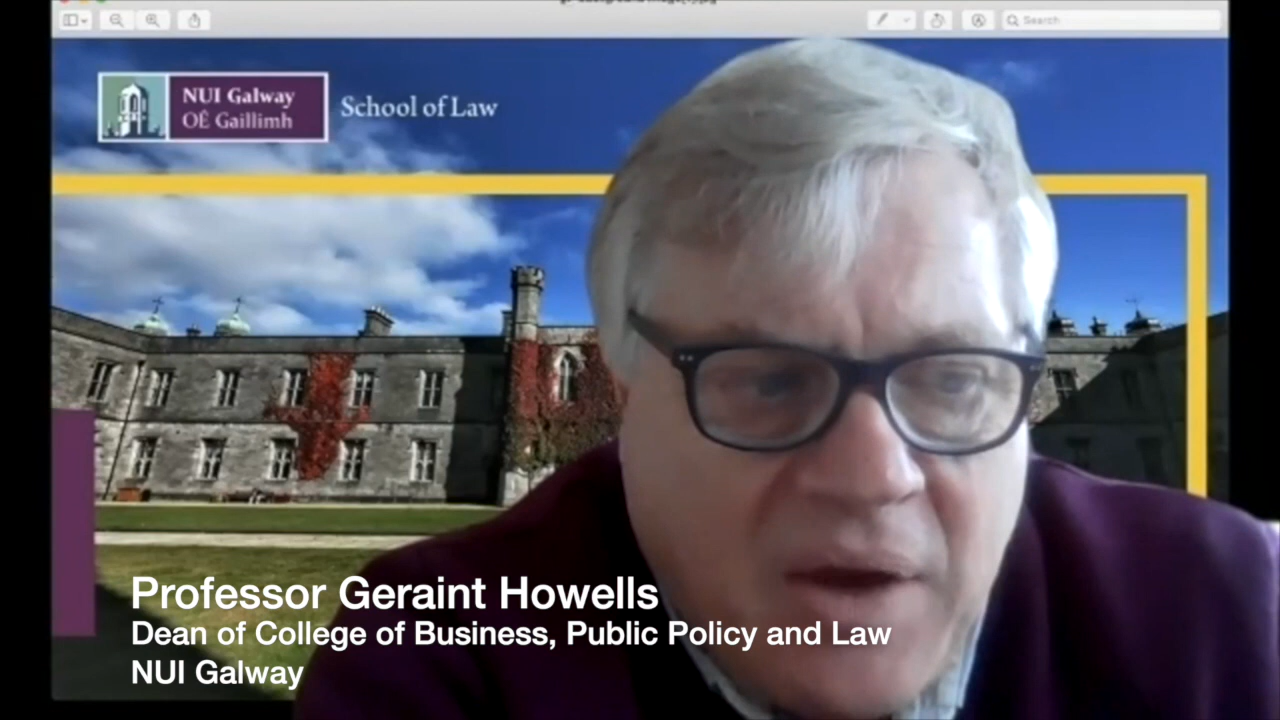 Search
NUI Galway
OÉ Gaillimh
School of Law
Professor Geraint Howells
Dean of College of Business, Public Policy and Law
NUI Galway